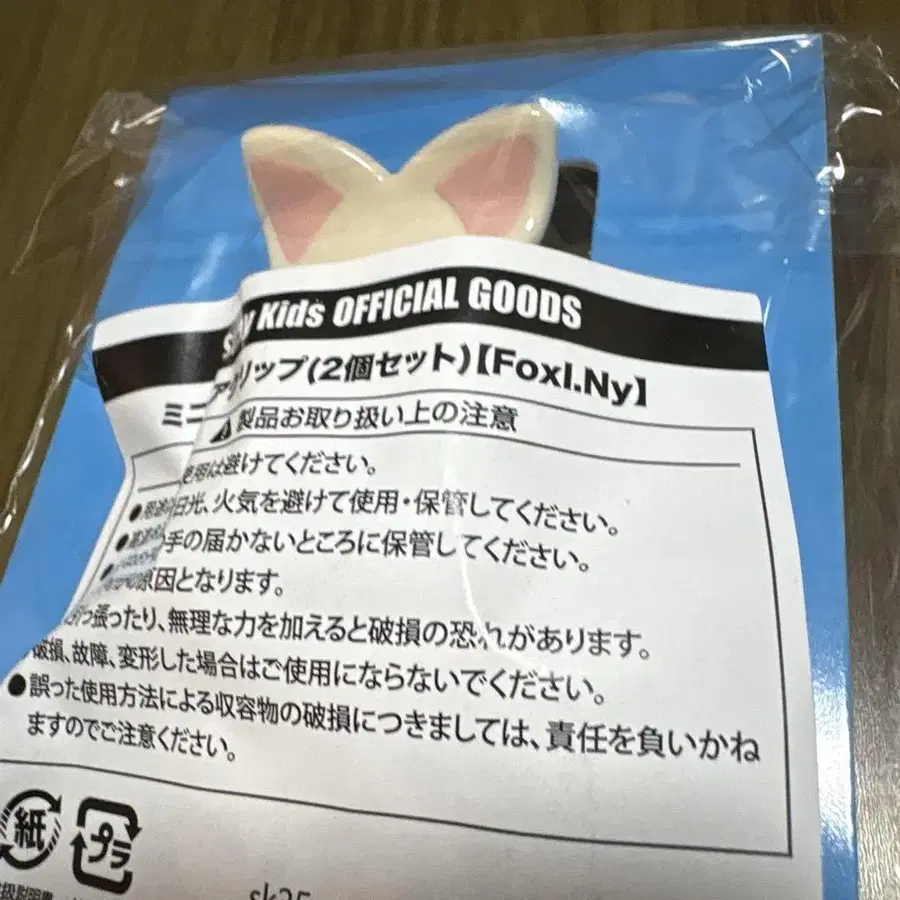 Kids OFFICIAL GOODS
ミニ クリップ(2個セット)【FoxI.Ny】
製品お取り扱い上の注意
使用は避けてください。
日光、火気を避けて使用・保管してください。
手の届かないところに保管してください。
原因となります。
引っ張ったり、無理な力を加えると破損の恐れがあります。
破損、故障、変形した場合はご使用にならないでください。
●誤った使用方法による収容物の破損につきましては、責任を負いかね
ますのでご注意ください。
紙
プラ
sk25